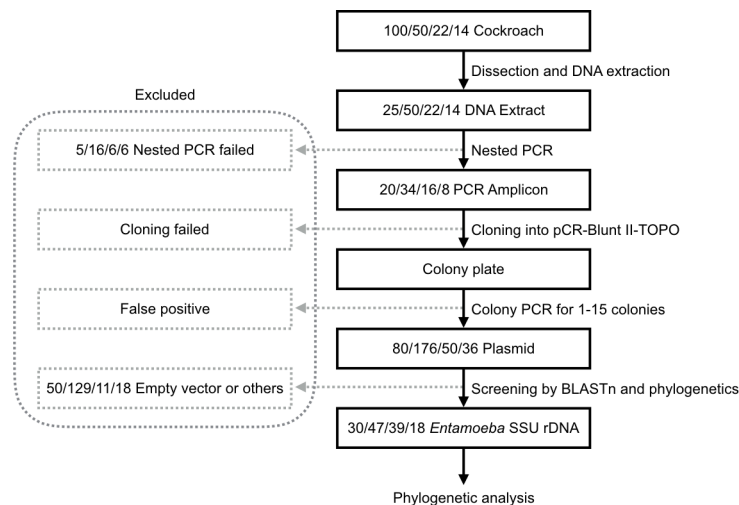 100/50/22/14 Cockroach
Dissection and DNA extraction
Excluded
25/50/22/14 DNA Extract
5/16/6/6 Nested PCR failed
Nested PCR
20/34/16/8 PCR Amplicon
Cloning failed
Cloning into pCR-Blunt II-TOPO
Colony plate
False positive
Colony PCR for 1-15 colonies
80/176/50/36 Plasmid
50/129/11/18 Empty vector or others
Screening by BLASTn and phylogenetics
30/47/39/18 Entamoeba SSU rDNA
Phylogenetic analysis